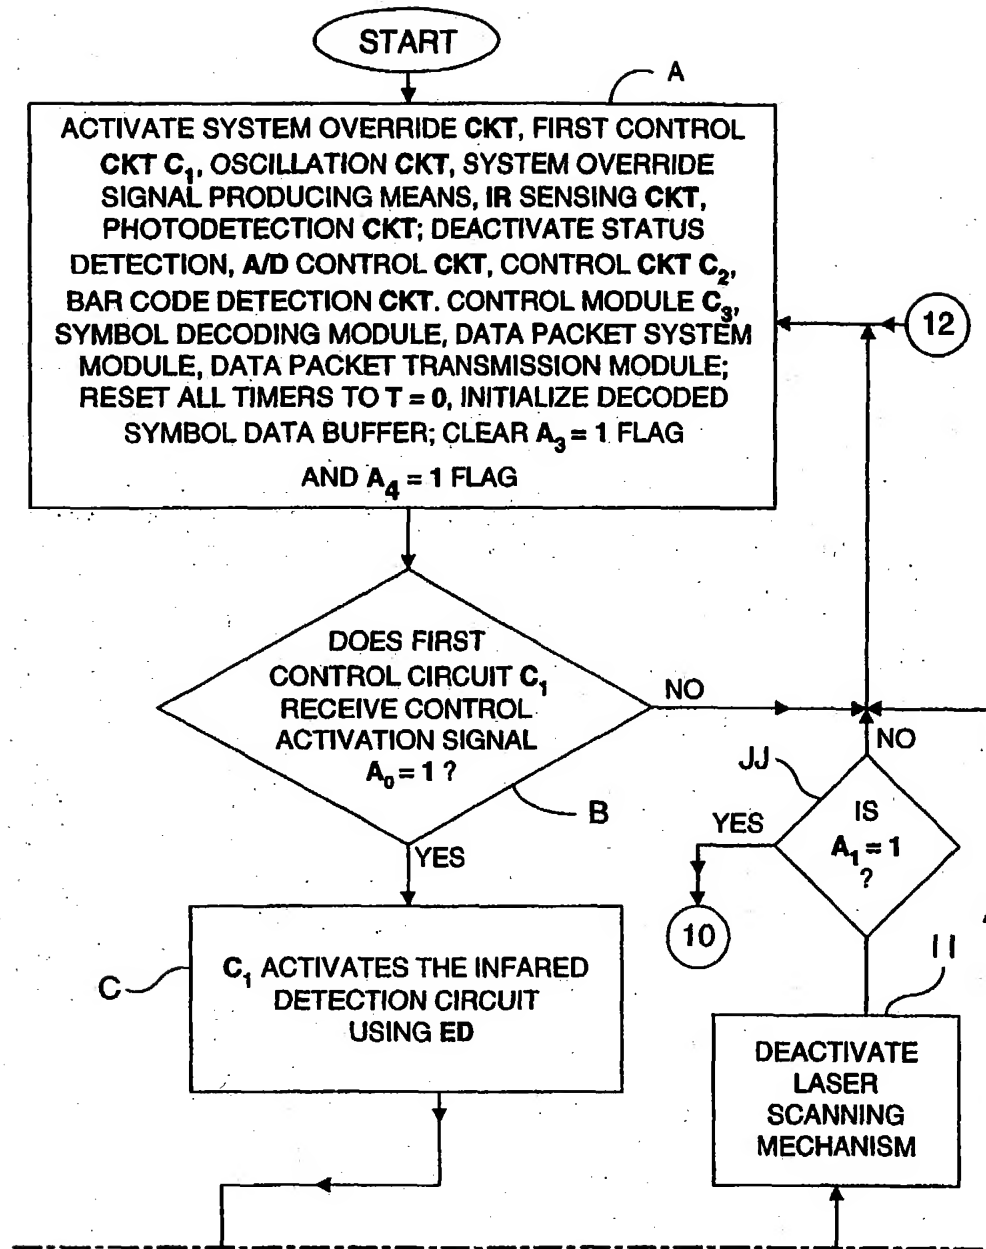 START
A
ACTIVATE SYSTEM OVERRIDE CKT, FIRST CONTROL
CKT C₁, OSCILLATION CKT, SYSTEM OVERRIDE
SIGNAL PRODUCING MEANS, IR SENSING CKT,
PHOTODETECTION CKT; DEACTIVATE STATUS
DETECTION, A/D CONTROL CKT, CONTROL CKT C₂,
BAR CODE DETECTION CKT. CONTROL MODULE C₃,
SYMBOL DECODING MODULE, DATA PACKET SYSTEM
MODULE, DATA PACKET TRANSMISSION MODULE;
RESET ALL TIMERS TO T = 0, INITIALIZE DECODED
SYMBOL DATA BUFFER; CLEAR A₃ = 1 FLAG
AND A₄ = 1 FLAG
12
DOES FIRST
CONTROL CIRCUIT C₁
RECEIVE CONTROL
ACTIVATION SIGNAL
A₀ = 1 ?
NO
B
YES
NO
JJ
IS
A₁ = 1
?
YES
10
C
C₁ ACTIVATES THE INFARED
DETECTION CIRCUIT
USING ED
II
DEACTIVATE
LASER
SCANNING
MECHANISM